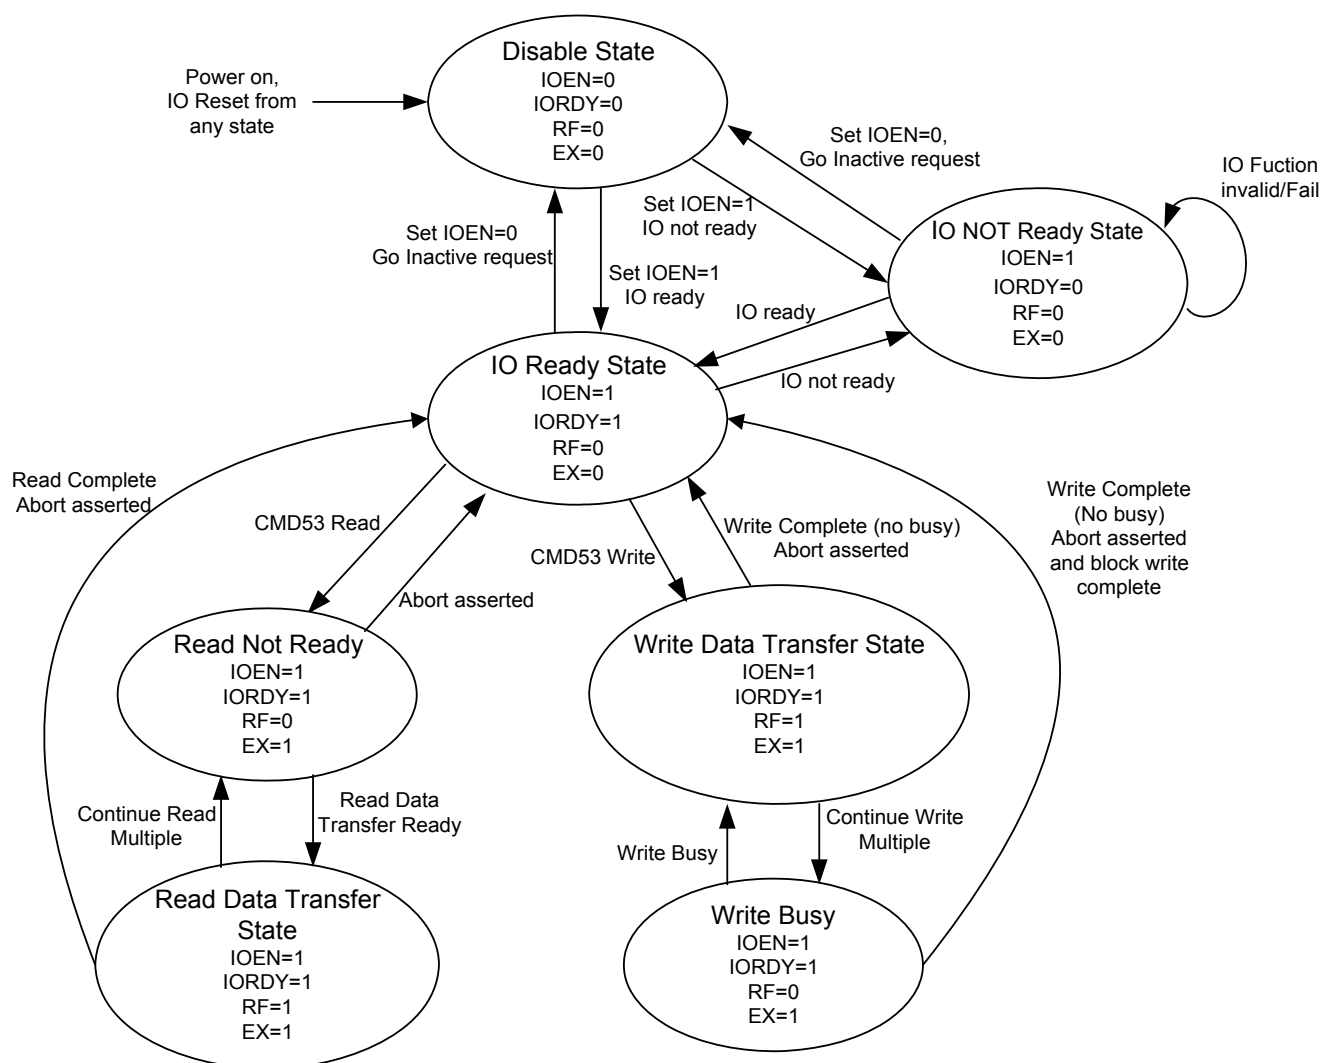 Disable State
IOEN=0
IORDY=0
RF=0
EX=0
Power on,
IO Reset from
any state
Set IOEN=0,
Go Inactive request
IO Fuction
invalid/Fail
Set IOEN=1
IO not ready
IO NOT Ready State
IOEN=1
IORDY=0
RF=0
EX=0
Set IOEN=0
Go Inactive request
Set IOEN=1
IO ready
IO ready
IO not ready
IO Ready State
IOEN=1
IORDY=1
RF=0
EX=0
Read Complete
Abort asserted
CMD53 Read
Abort asserted
CMD53 Write
Write Complete (no busy)
Abort asserted
Write Complete
(No busy)
Abort asserted
and block write
complete
Read Not Ready
IOEN=1
IORDY=1
RF=0
EX=1
Write Data Transfer State
IOEN=1
IORDY=1
RF=1
EX=1
Continue Read
Multiple
Read Data
Transfer Ready
Write Busy
Continue Write
Multiple
Read Data Transfer
State
IOEN=1
IORDY=1
RF=1
EX=1
Write Busy
IOEN=1
IORDY=1
RF=0
EX=1